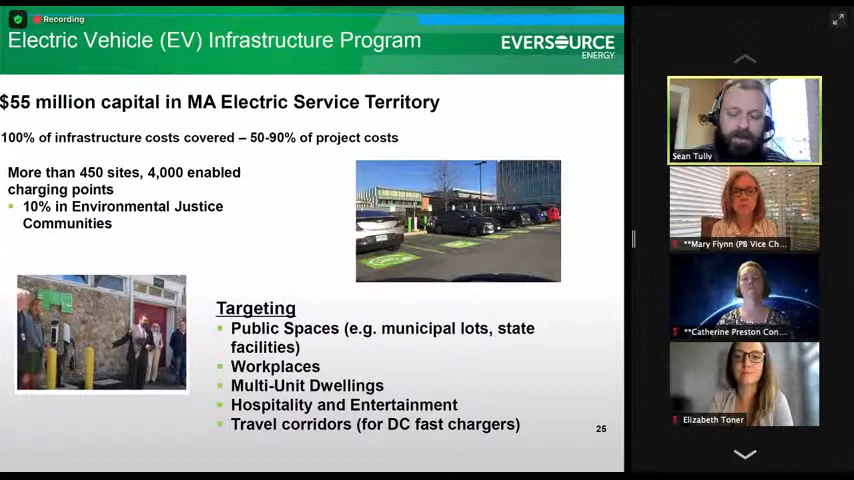 Recording
Electric Vehicle (EV) Infrastructure Program
EVERSOURCE
ENERGY
$55 million capital in MA Electric Service Territory
100% of infrastructure costs covered – 50-90% of project costs
More than 450 sites, 4,000 enabled
charging points
▪ 10% in Environmental Justice
Communities
Targeting
▪ Public Spaces (e.g. municipal lots, state
facilities)
▪ Workplaces
▪ Multi-Unit Dwellings
▪ Hospitality and Entertainment
▪ Travel corridors (for DC fast chargers)
25
Sean Tully
**Mary Flynn (PB Vice Ch...
**Catherine Preston Con...
Elizabeth Toner